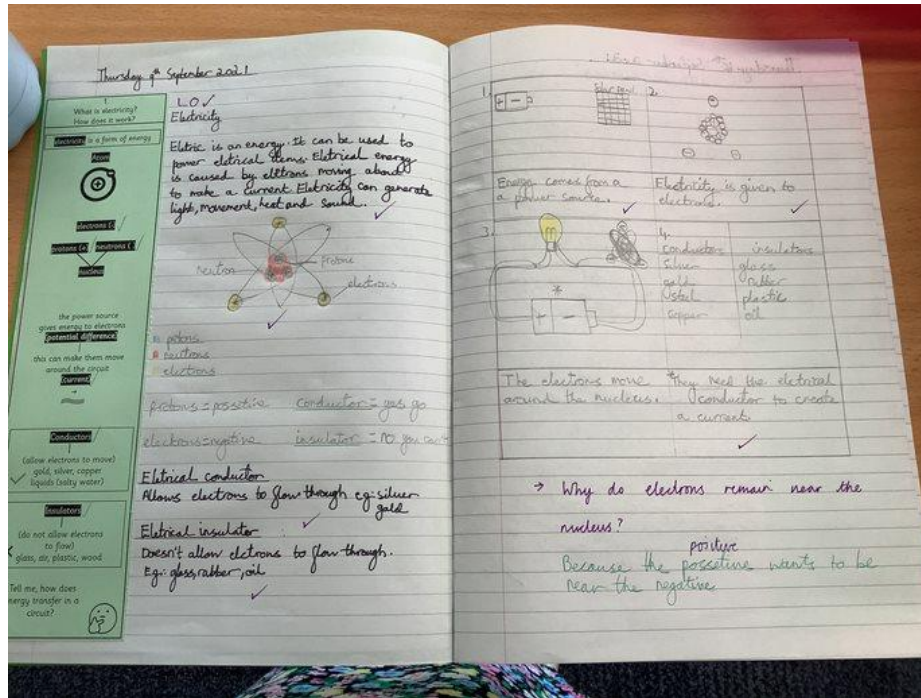 Thursday 9th September 2021
1
What is electricity?
How does it work?
electricity is a form of energy
Atom
electrons (-)
protons (+) neutrons ( )
nucleus
the power source
gives energy to electrons
(potential difference)
this can make them move
around the circuit
(current)
Conductors
(allow electrons to move)
gold, silver, copper
liquids (salty water)
Insulators
(do not allow electrons
to flow)
glass, air, plastic, wood
Tell me, how does
energy transfer in a
circuit?
L.O
Electricity
Eletric is an energy. It can be used to
power eletrical items. Eletrical energy
is caused by elttrons moving about
to make a current. Eletricity can generate
light, movement, heat and sound.
neutron
protons
electrons
protons
neutrons
electrons
protons = possetive conductor = yes go
electrons = negitive insulator = no you can't
Eletrical conductor
Allows electrons to flow through eg: silver
gold
Eletrical insulator
Doesn't allow eletrons to flow through.
Eg: glass, rubber, oil
1.
+ -
Solar panel
Energy comes from a
a power source.
2.
Eletricity is given to
electrons.
3.
+ -
The electrons move
around the nucleus.
4.
conductors insulators
Silver glass
gold rubber
steel plastic
Copper oil
*They need the eletrical
conductor to create
a current
→ Why do electrons remain near the
nucleus?
positive
Because the possetive wants to be
near the negative